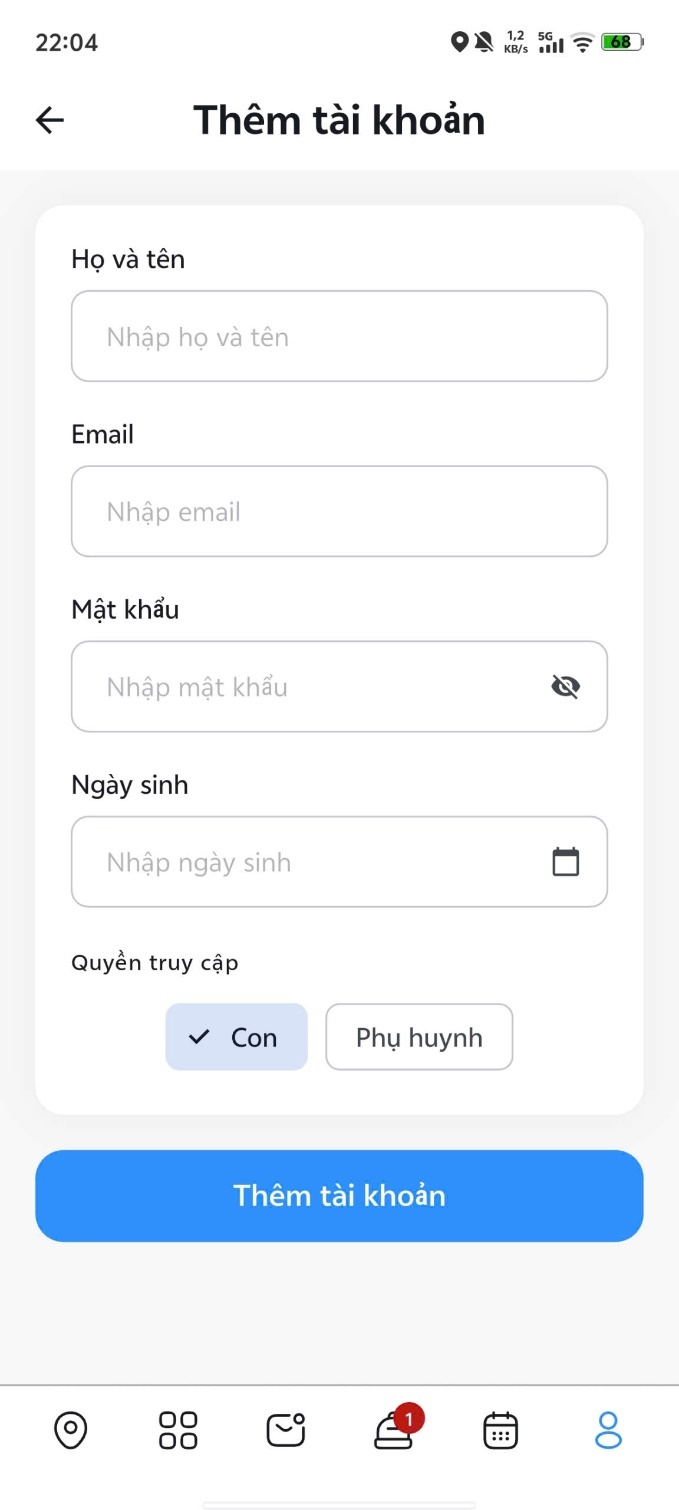 22:04
1,2 KB/s 5G 68
Thêm tài khoản
Họ và tên
Nhập họ và tên
Email
Nhập email
Mật khẩu
Nhập mật khẩu
Ngày sinh
Nhập ngày sinh
Quyền truy cập
Con
Phụ huynh
Thêm tài khoản
1